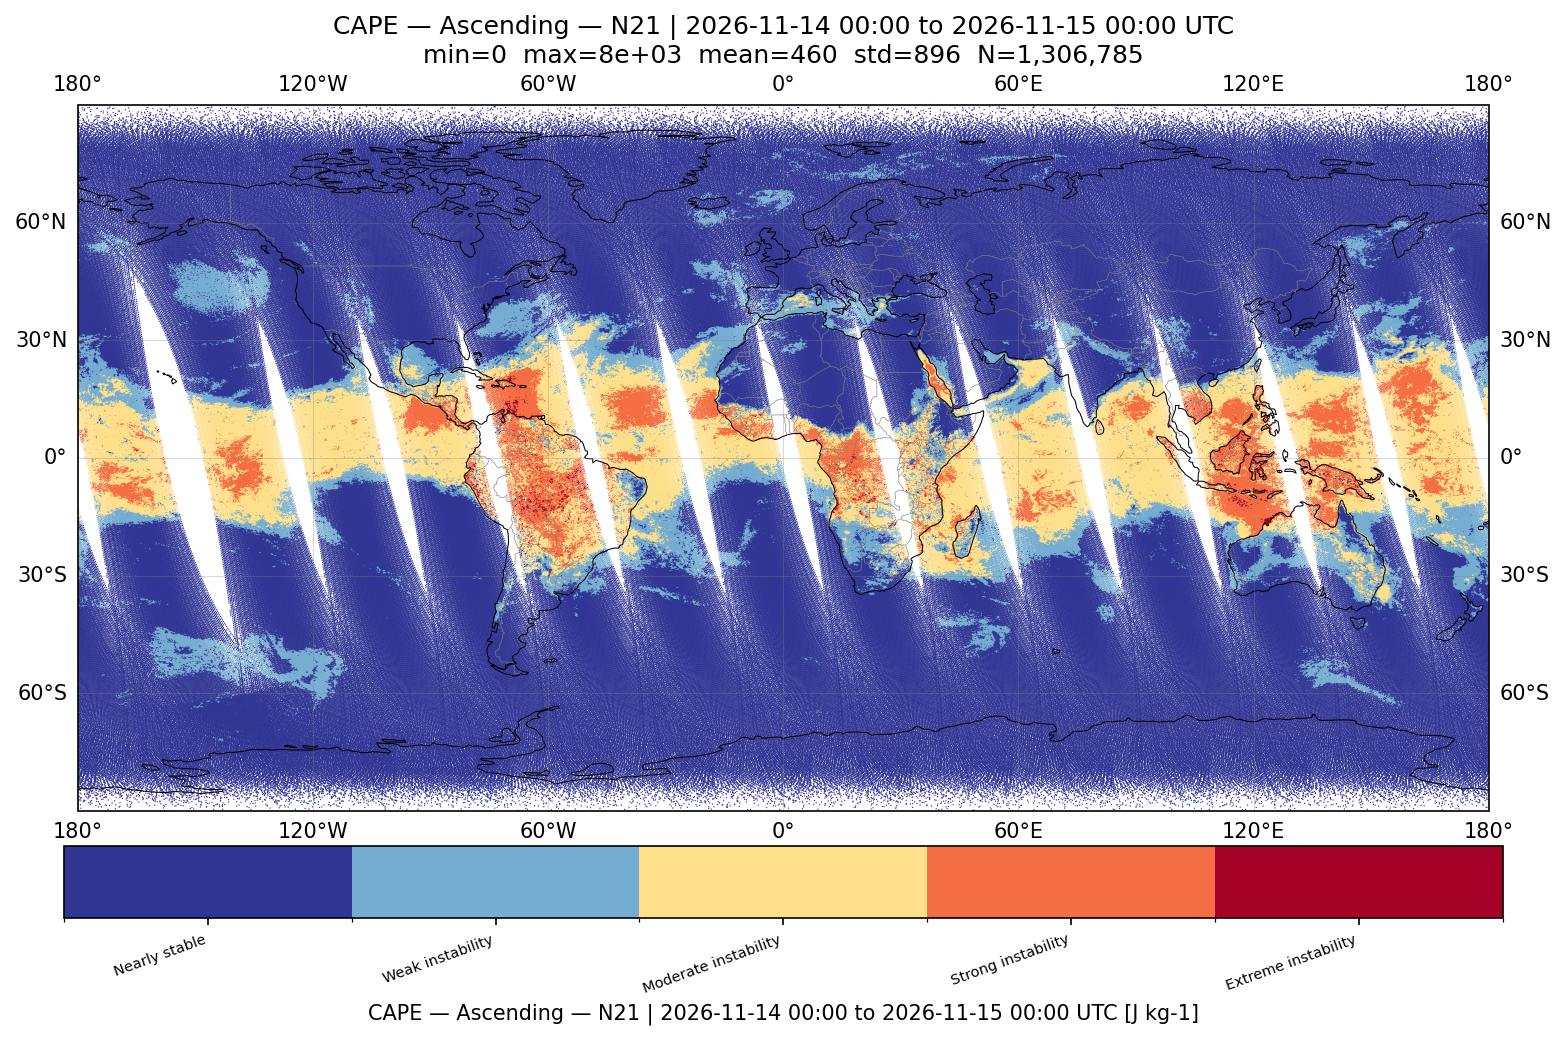 CAPE — Ascending — N21 | 2026-11-14 00:00 to 2026-11-15 00:00 UTC
min=0 max=8e+03 mean=460 std=896 N=1,306,785
180° 120°W 60°W 0° 60°E 120°E 180°
60°N 60°N
30°N 30°N
0° 0°
30°S 30°S
60°S 60°S
180° 120°W 60°W 0° 60°E 120°E 180°
Nearly stable Weak instability Moderate instability Strong instability Extreme instability
CAPE — Ascending — N21 | 2026-11-14 00:00 to 2026-11-15 00:00 UTC [J kg-1]